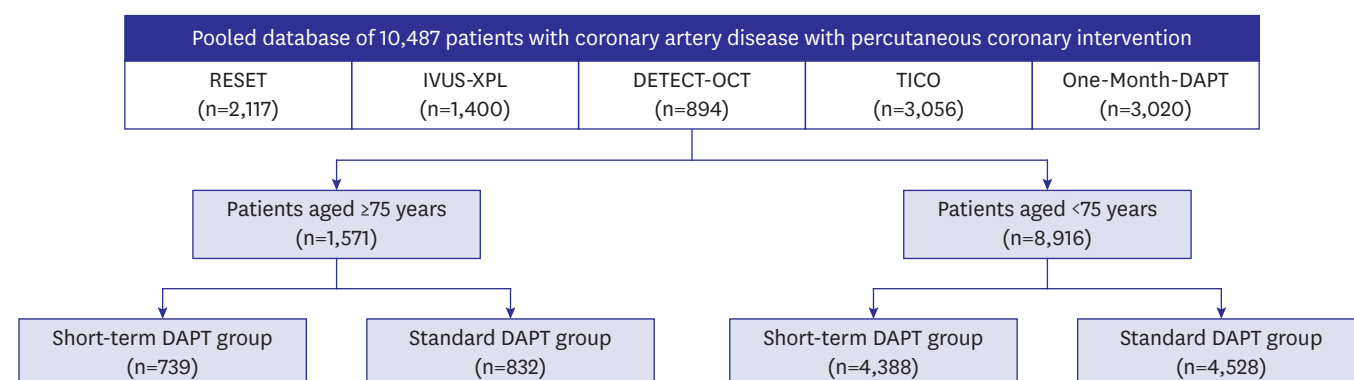 Pooled database of 10,487 patients with coronary artery disease with percutaneous coronary intervention
RESET
(n=2,117)
IVUS-XPL
(n=1,400)
DETECT-OCT
(n=894)
TICO
(n=3,056)
One-Month-DAPT
(n=3,020)
Patients aged ≥75 years
(n=1,571)
Patients aged <75 years
(n=8,916)
Short-term DAPT group
(n=739)
Standard DAPT group
(n=832)
Short-term DAPT group
(n=4,388)
Standard DAPT group
(n=4,528)